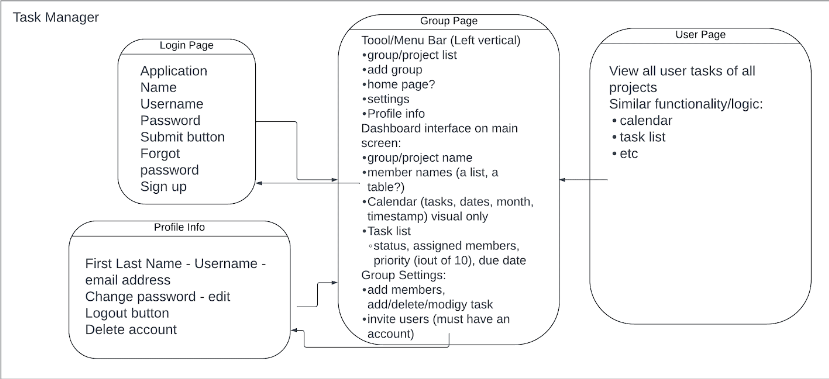 Task Manager
Login Page
Application
Name
Username
Password
Submit button
Forgot
password
Sign up
Profile Info
First Last Name - Username -
email address
Change password - edit
Logout button
Delete account
Group Page
Toool/Menu Bar (Left vertical)
•group/project list
•add group
•home page?
•settings
•Profile info
Dashboard interface on main
screen:
•group/project name
•member names (a list, a
table?)
•Calendar (tasks, dates, month,
timestamp) visual only
•Task list
◦status, assigned members,
priority (iout of 10), due date
Group Settings:
•add members,
add/delete/modigy task
•invite users (must have an
account)
User Page
View all user tasks of all
projects
Similar functionality/logic:
• calendar
• task list
• etc